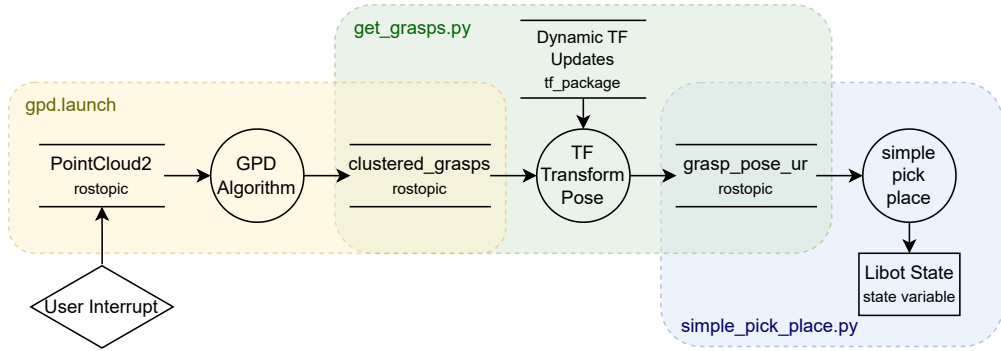 get_grasps.py
Dynamic TF
Updates
tf_package
gpd.launch
PointCloud2
rostopic
GPD
Algorithm
clustered_grasps
rostopic
TF
Transform
Pose
grasp_pose_ur
rostopic
simple
pick
place
User Interrupt
Libot State
state variable
simple_pick_place.py